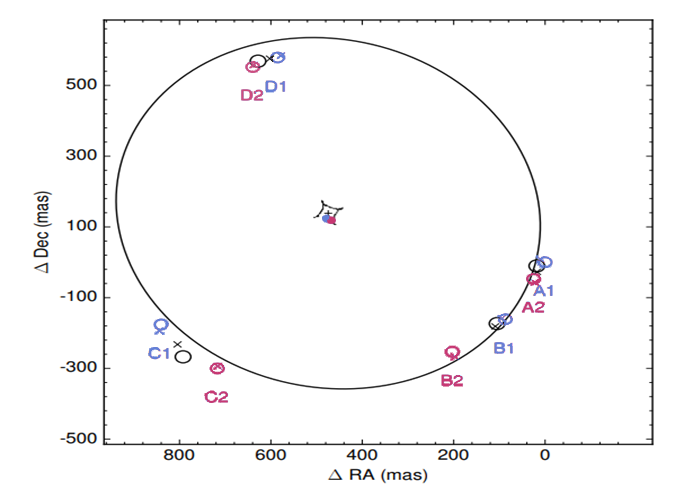 500
300
100
-100
-300
-500
Δ Dec (mas)
D1
D2
A1
A2
B1
B2
C1
C2
800
600
400
200
0
Δ RA (mas)